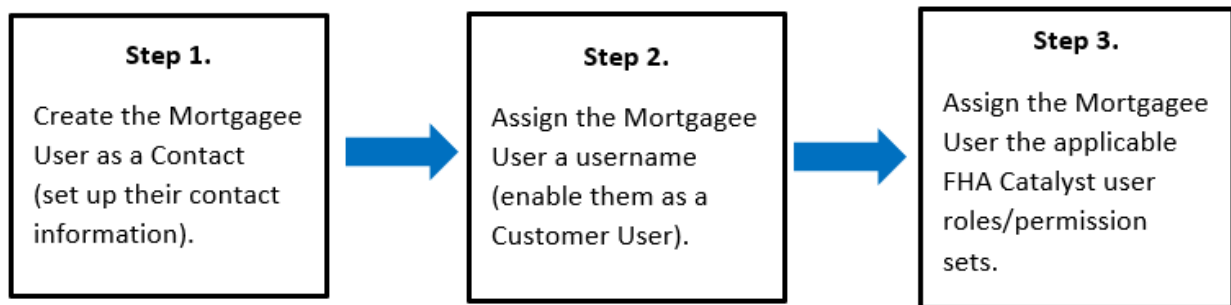 Step 1.
Create the Mortgagee
User as a Contact
(set up their contact
information).
Step 2.
Assign the Mortgagee
User a username
(enable them as a
Customer User).
Step 3.
Assign the Mortgagee
User the applicable
FHA Catalyst user
roles/permission
sets.